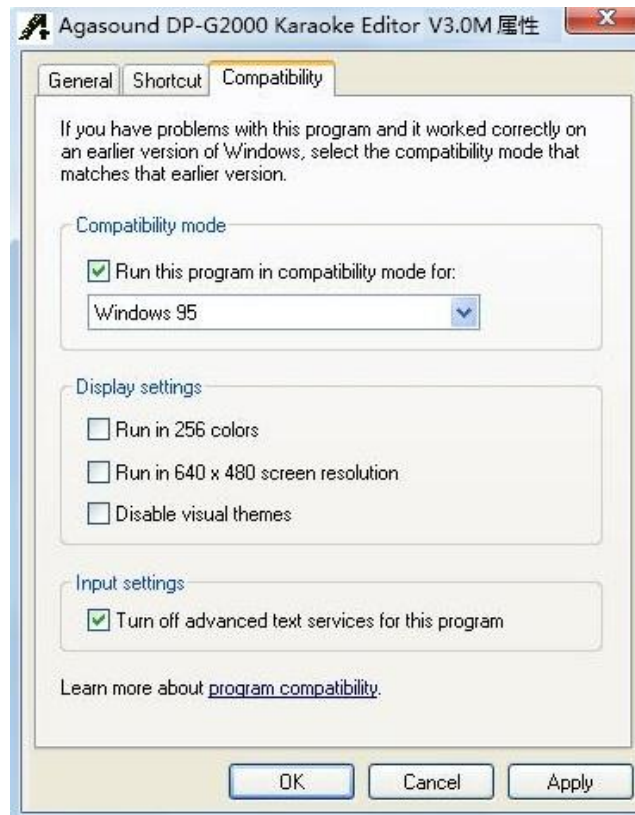 Agasound DP-G2000 Karaoke Editor V3.0M 属性
General Shortcut Compatibility
If you have problems with this program and it worked correctly on
an earlier version of Windows, select the compatibility mode that
matches that earlier version.
Compatibility mode
Run this program in compatibility mode for:
Windows 95
Display settings
Run in 256 colors
Run in 640 x 480 screen resolution
Disable visual themes
Input settings
Turn off advanced text services for this program
Learn more about program compatibility.
OK Cancel Apply